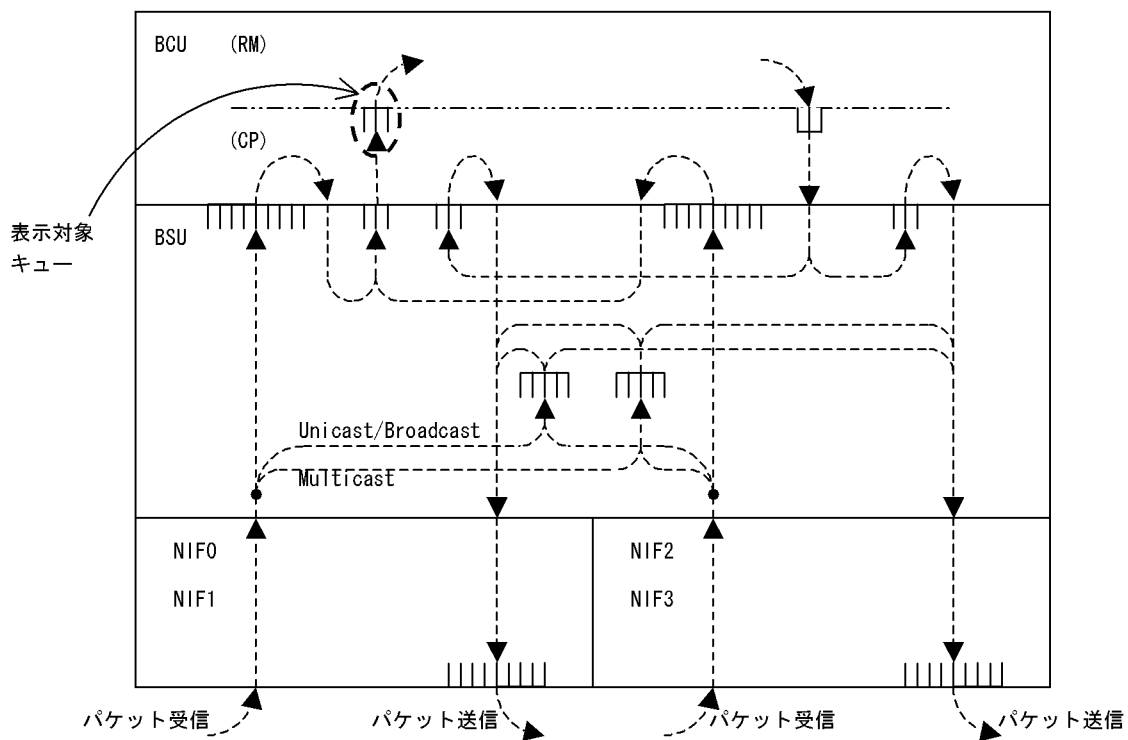 BCU (RM)
(CP)
表示対象
キュー
BSU
Unicast/Broadcast
Multicast
NIF0
NIF1
NIF2
NIF3
パケット受信
パケット送信
パケット受信
パケット送信